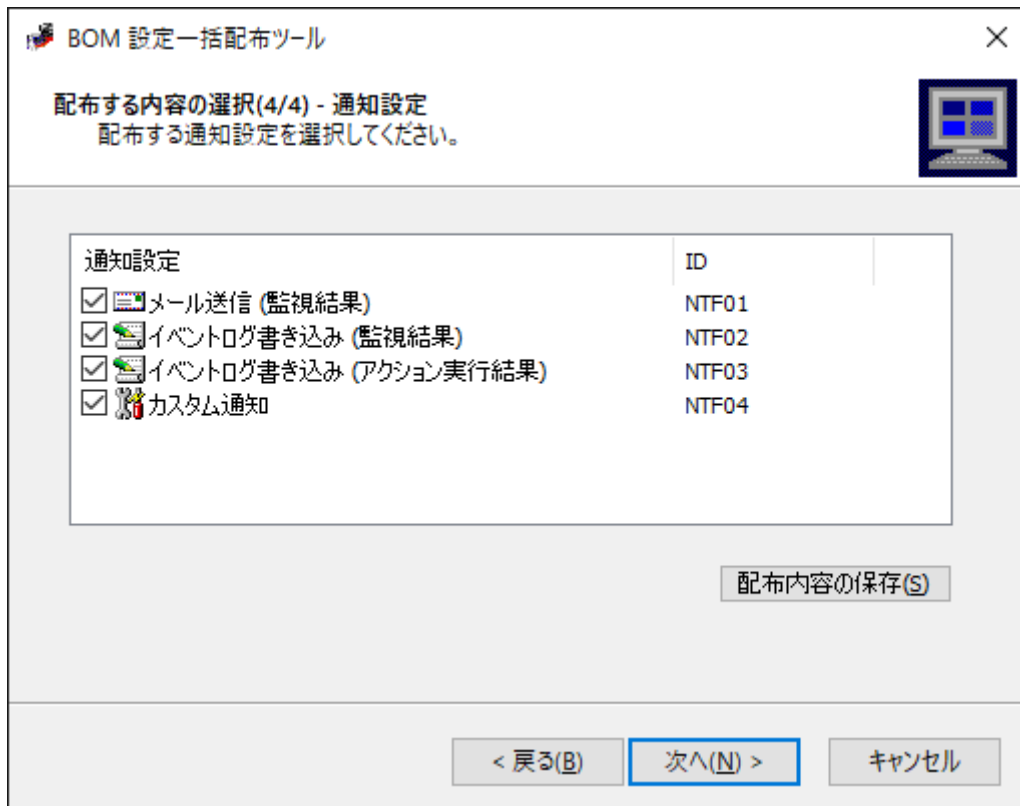 BOM 設定一括配布ツール
配布する内容の選択(4/4) - 通知設定
配布する通知設定を選択してください。
通知設定 ID
メール送信 (監視結果) NTF01
イベントログ書き込み (監視結果) NTF02
イベントログ書き込み (アクション実行結果) NTF03
カスタム通知 NTF04
配布内容の保存(S)
< 戻る(B) 次へ(N) > キャンセル